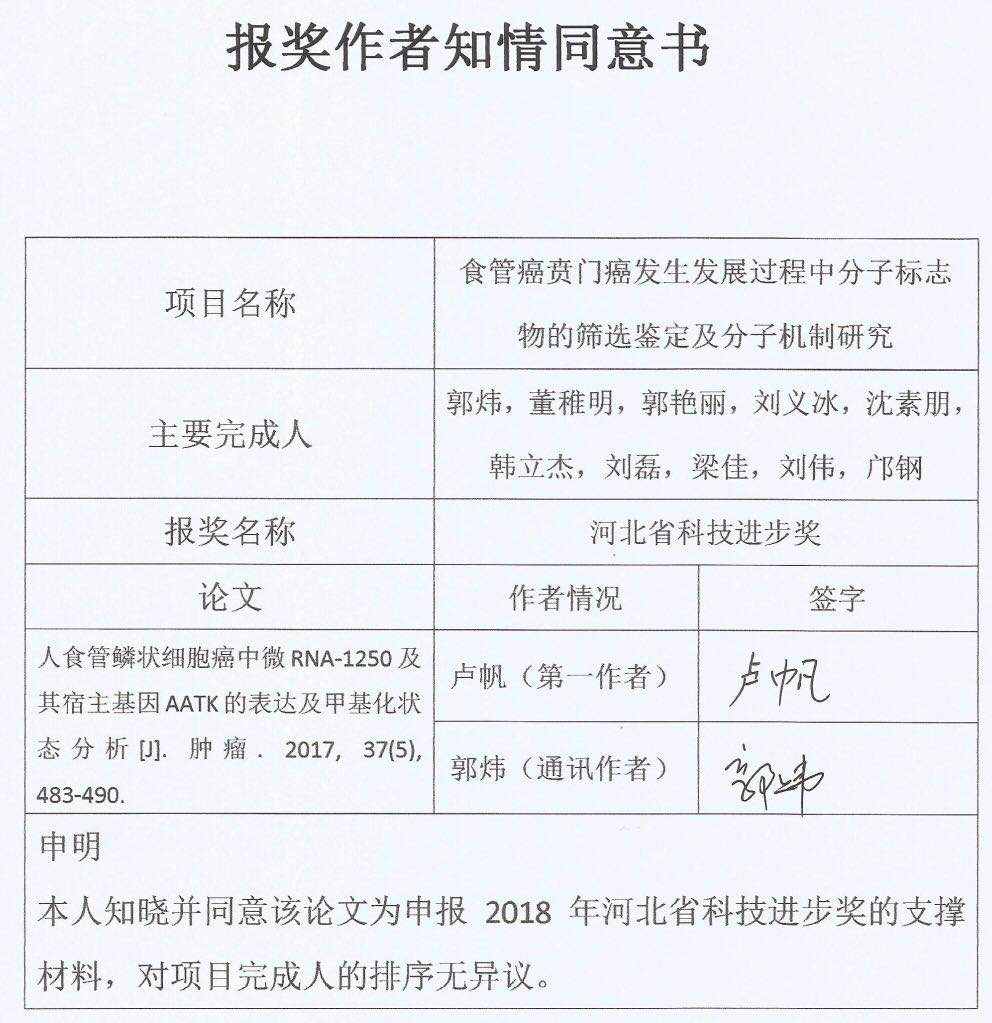 报奖作者知情同意书
项目名称
食管癌贲门癌发生发展过程中分子标志
物的筛选鉴定及分子机制研究
主要完成人
郭炜，董稚明，郭艳丽，刘义冰，沈素朋，
韩立杰，刘磊，梁佳，刘伟，邝钢
报奖名称
河北省科技进步奖
论文
作者情况
签字
人食管鳞状细胞癌中微RNA-1250及
其宿主基因AATK的表达及甲基化状
态分析[J]. 肿瘤. 2017, 37(5),
483-490.
卢帆（第一作者）
卢帆
郭炜（通讯作者）
郭炜
申明
本人知晓并同意该论文为申报 2018 年河北省科技进步奖的支撑
材料，对项目完成人的排序无异议。